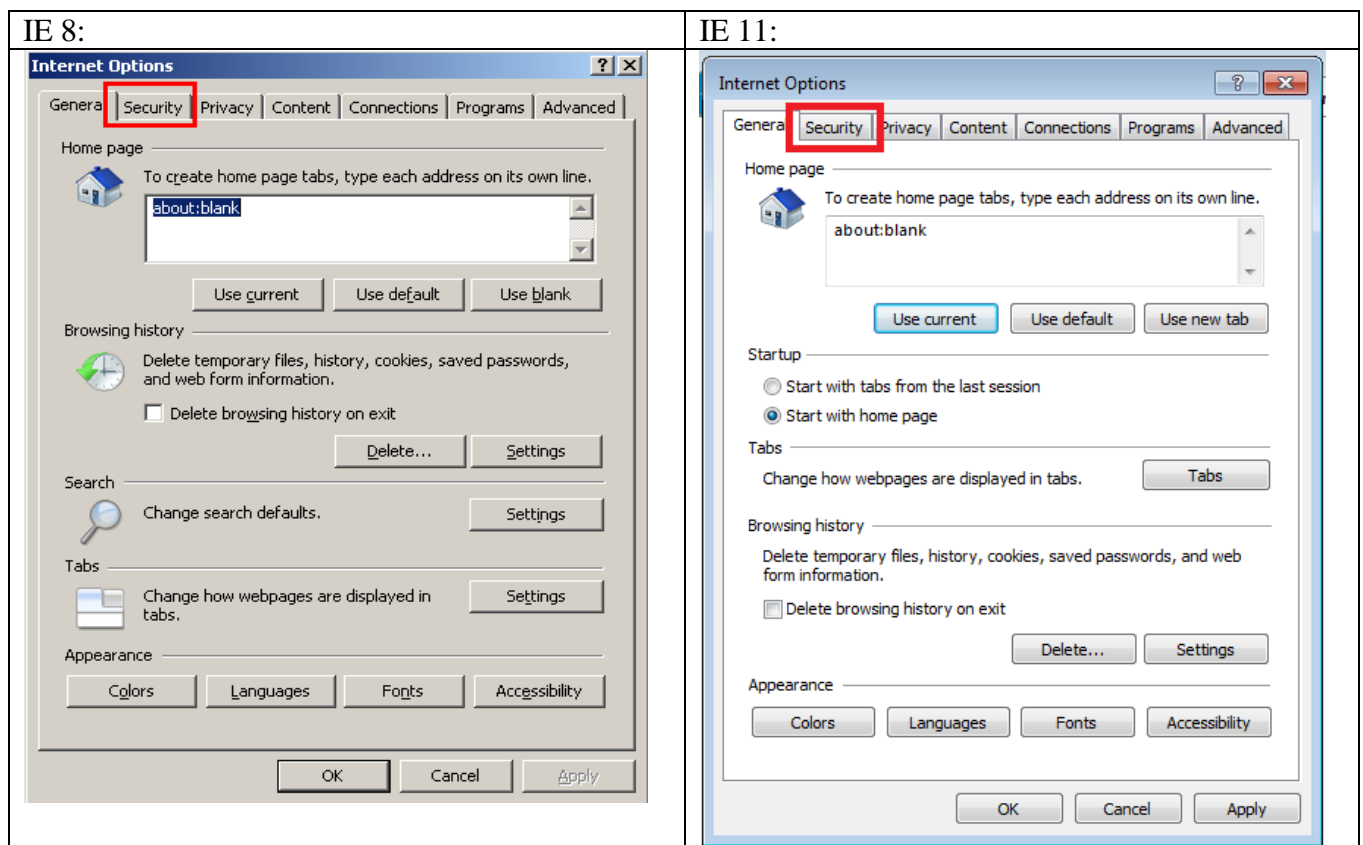 IE 8:
Internet Options
General Security Privacy Content Connections Programs Advanced
Home page
To create home page tabs, type each address on its own line.
about:blank
Use current Use default Use blank
Browsing history
Delete temporary files, history, cookies, saved passwords,
and web form information.
Delete browsing history on exit
Delete... Settings
Search
Change search defaults.
Settings
Tabs
Change how webpages are displayed in
tabs.
Settings
Appearance
Colors Languages Fonts Accessibility
OK Cancel Apply
IE 11:
Internet Options
General Security Privacy Content Connections Programs Advanced
Home page
To create home page tabs, type each address on its own line.
about:blank
Use current Use default Use new tab
Startup
Start with tabs from the last session
Start with home page
Tabs
Change how webpages are displayed in tabs.
Tabs
Browsing history
Delete temporary files, history, cookies, saved passwords, and web
form information.
Delete browsing history on exit
Delete... Settings
Appearance
Colors Languages Fonts Accessibility
OK Cancel Apply